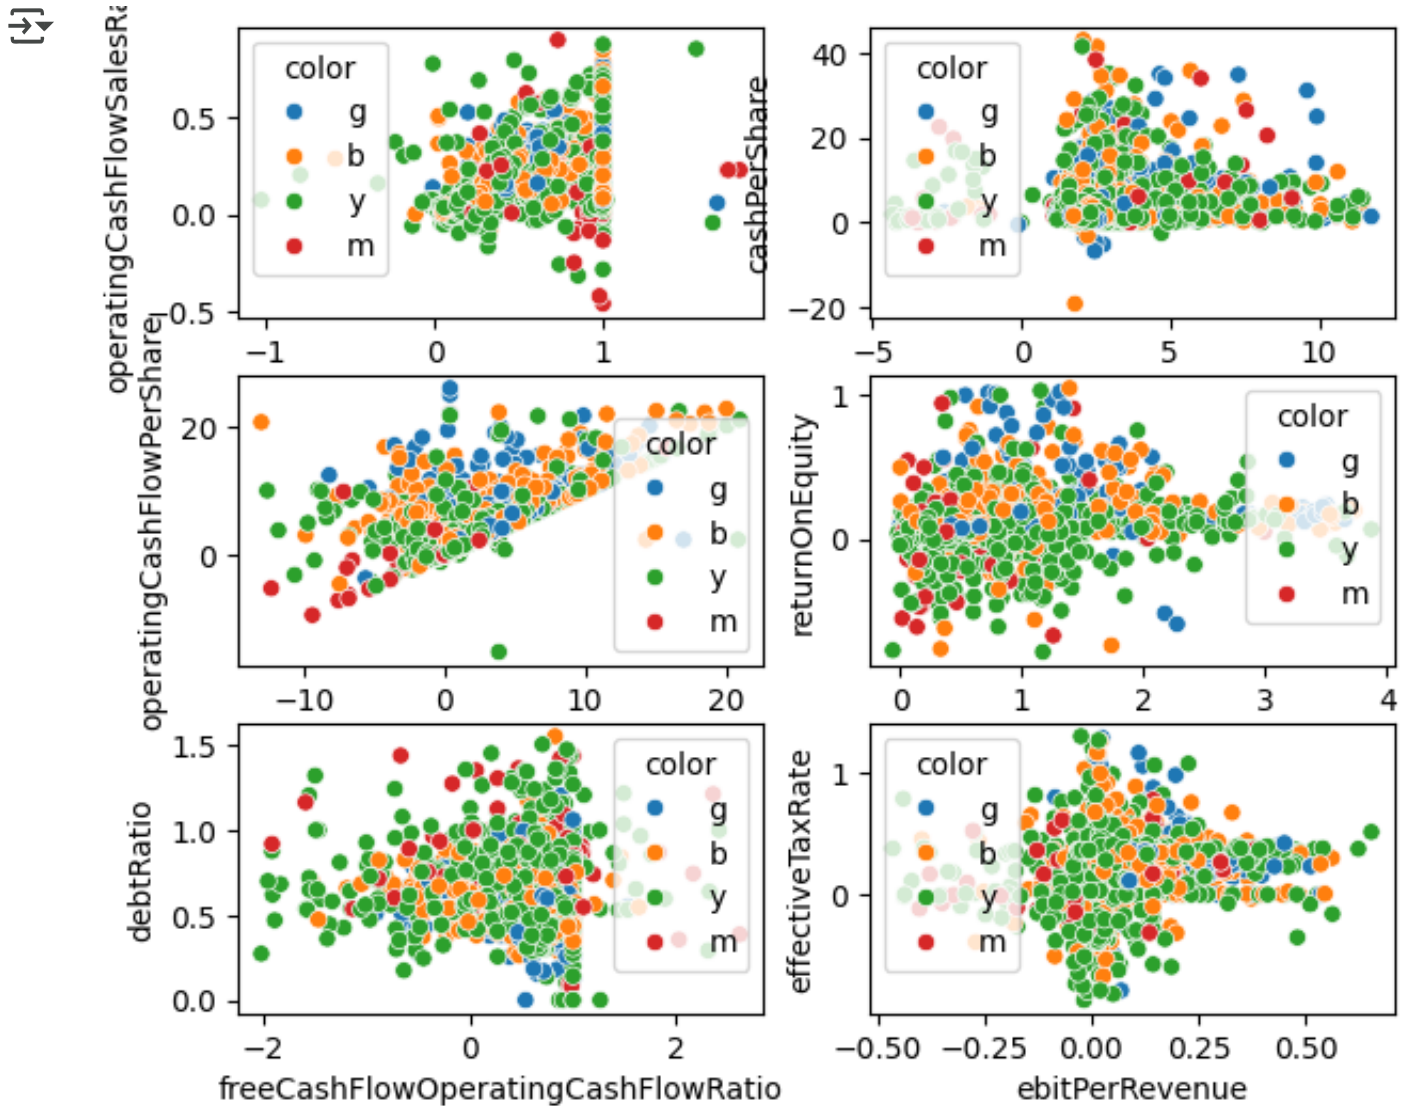 operatingCashFlowSalesRa
0.5
0.0
−0.5
−1
0
1
color
g
b
y
m
cashPerShare
40
20
0
−20
−5
0
5
10
color
g
b
y
m
operatingCashFlowPerShare
20
0
−10
0
10
20
color
g
b
y
m
returnOnEquity
1
0
0
1
2
3
4
color
g
b
y
m
debtRatio
1.5
1.0
0.5
0.0
−2
0
2
freeCashFlowOperatingCashFlowRatio
color
g
b
y
m
effectiveTaxRate
1
0
−0.50
−0.25
0.00
0.25
0.50
ebitPerRevenue
color
g
b
y
m